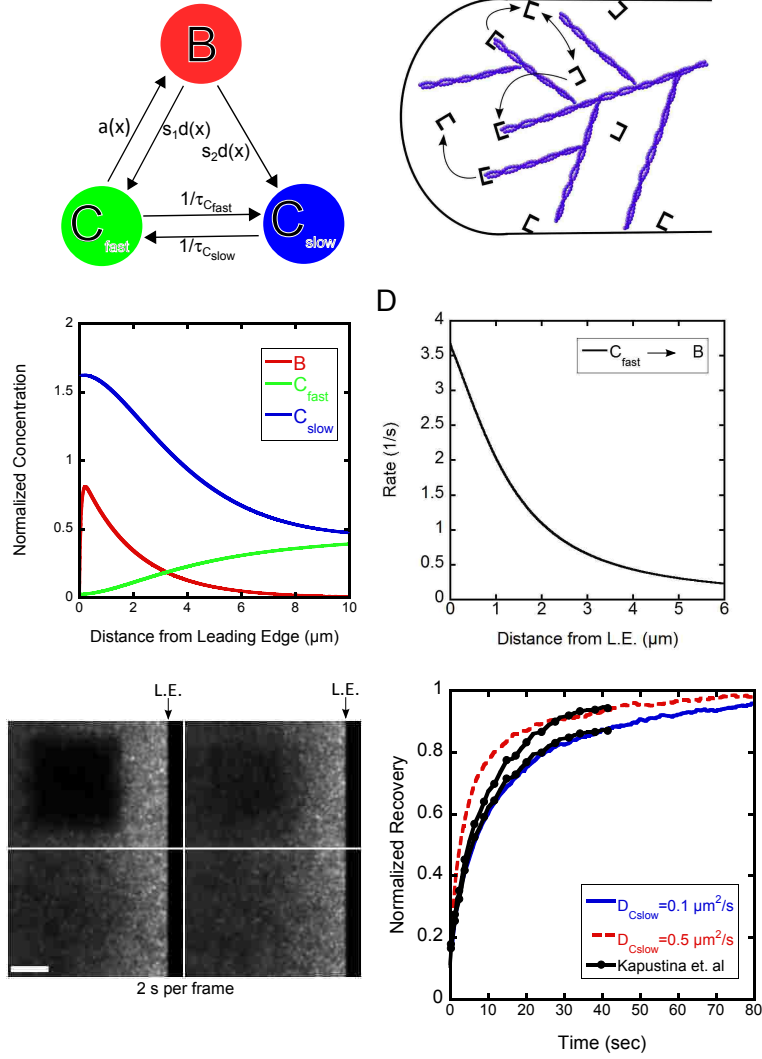 B
a(x)
s1d(x)
s2d(x)
C fast
1/τCfast
1/τCslow
C slow
D
2
1.5
1
0.5
0
0 2 4 6 8 10
Normalized Concentration
Distance from Leading Edge (µm)
B
Cfast
Cslow
4
3.5
3
2.5
2
1.5
1
0.5
0
0 1 2 3 4 5 6
Rate (1/s)
Distance from L.E. (µm)
Cfast → B
L.E.
L.E.
2 s per frame
1
0.8
0.6
0.4
0.2
0
0 10 20 30 40 50 60 70 80
Normalized Recovery
Time (sec)
DCslow=0.1 µm²/s
DCslow=0.5 µm²/s
Kapustina et. al